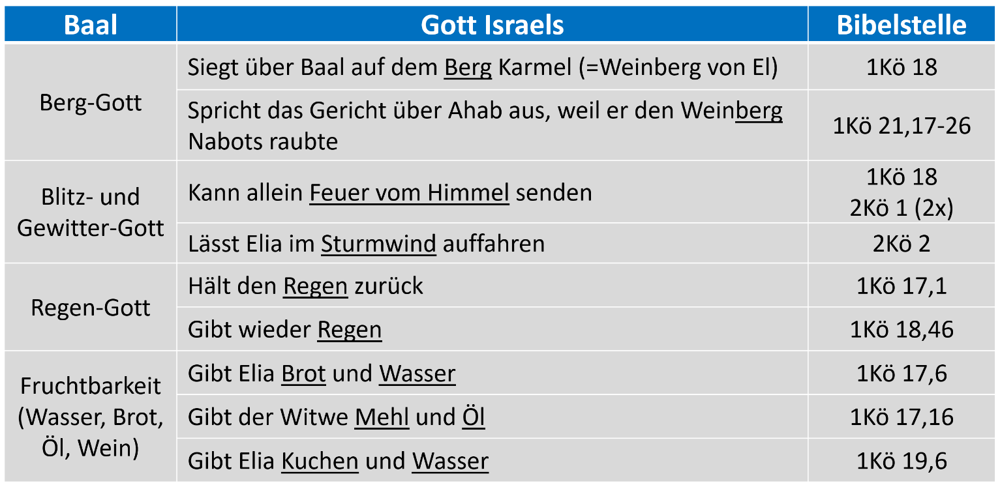 Baal Gott Israels Bibelstelle
Berg-Gott
Siegt über Baal auf dem Berg Karmel (=Weinberg von El) 1Kö 18
Spricht das Gericht über Ahab aus, weil er den Weinberg
Nabots raubte
1Kö 21,17-26
Blitz- und
Gewitter-Gott
Kann allein Feuer vom Himmel senden
1Kö 18
2Kö 1 (2x)
Lässt Elia im Sturmwind auffahren 2Kö 2
Regen-Gott
Hält den Regen zurück 1Kö 17,1
Gibt wieder Regen 1Kö 18,46
Fruchtbarkeit
(Wasser, Brot,
Öl, Wein)
Gibt Elia Brot und Wasser 1Kö 17,6
Gibt der Witwe Mehl und Öl 1Kö 17,16
Gibt Elia Kuchen und Wasser 1Kö 19,6